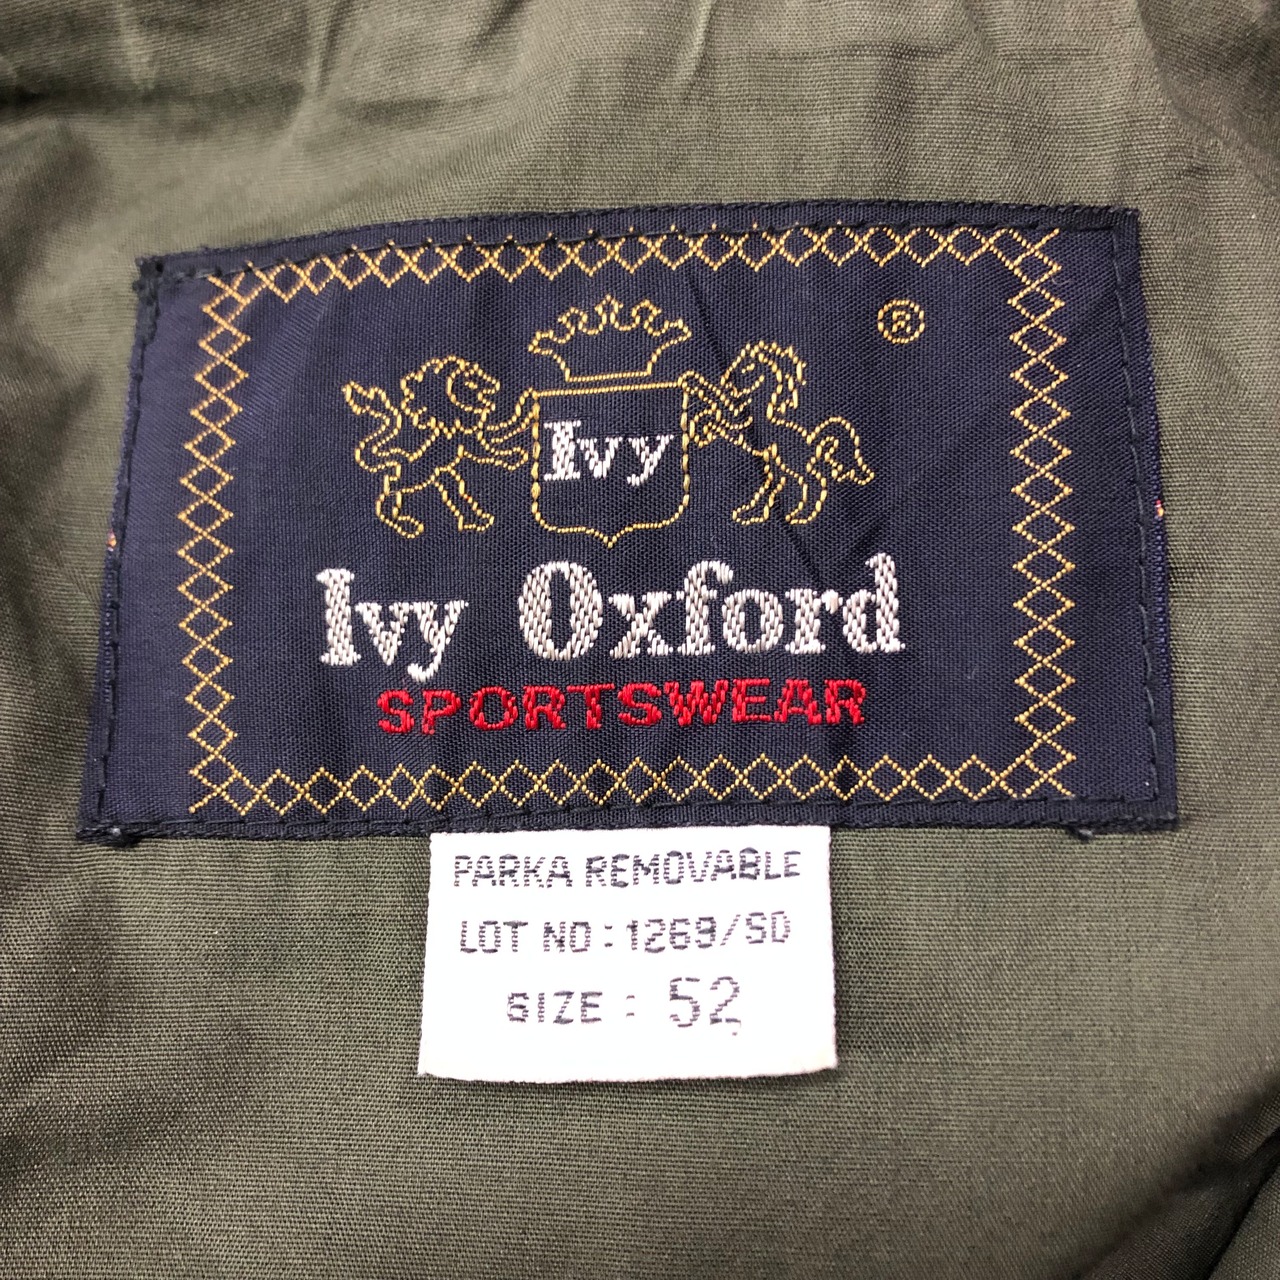 ®
Ivy
Ivy Oxford
SPORTSWEAR
PARKA REMOVABLE
LOT NO: 1269/SD
SIZE : 52